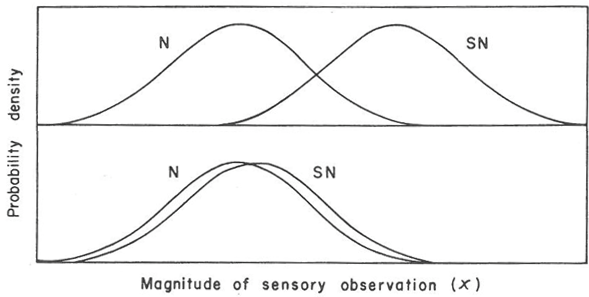 N
SN
N
SN
Probability density
Magnitude of sensory observation (x)